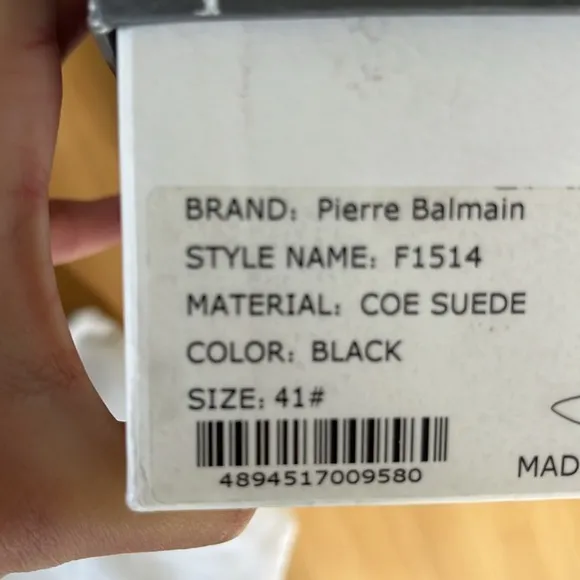 BRAND: Pierre Balmain
STYLE NAME: F1514
MATERIAL: COE SUEDE
COLOR: BLACK
SIZE: 41#
4894517009580
MAD